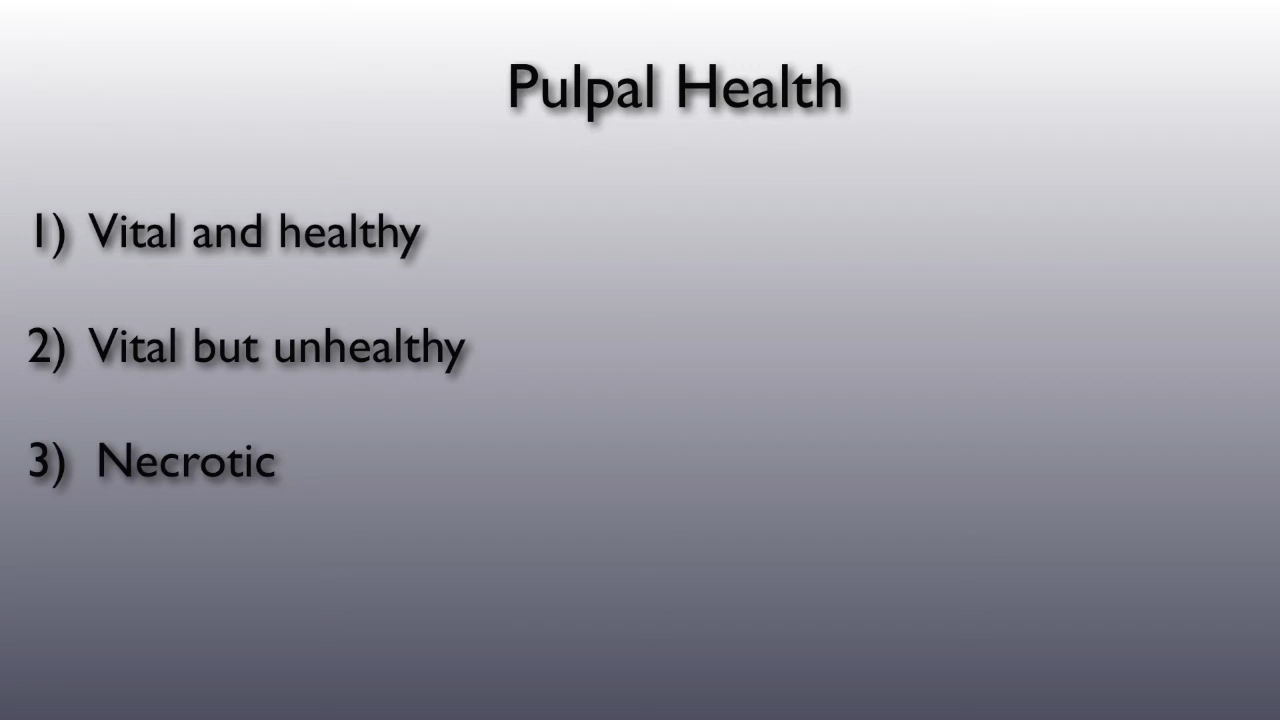 Pulpal Health
1) Vital and healthy
2) Vital but unhealthy
3) Necrotic